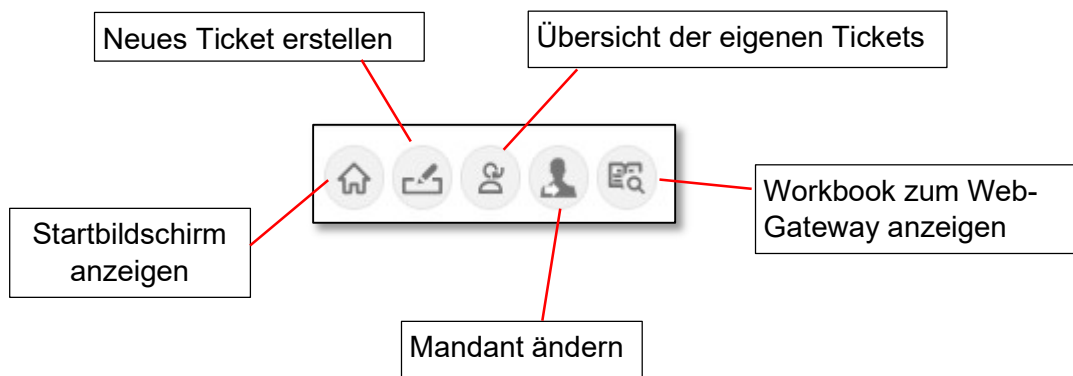 Neues Ticket erstellen
Übersicht der eigenen Tickets
Startbildschirm
anzeigen
Workbook zum Web-
Gateway anzeigen
Mandant ändern